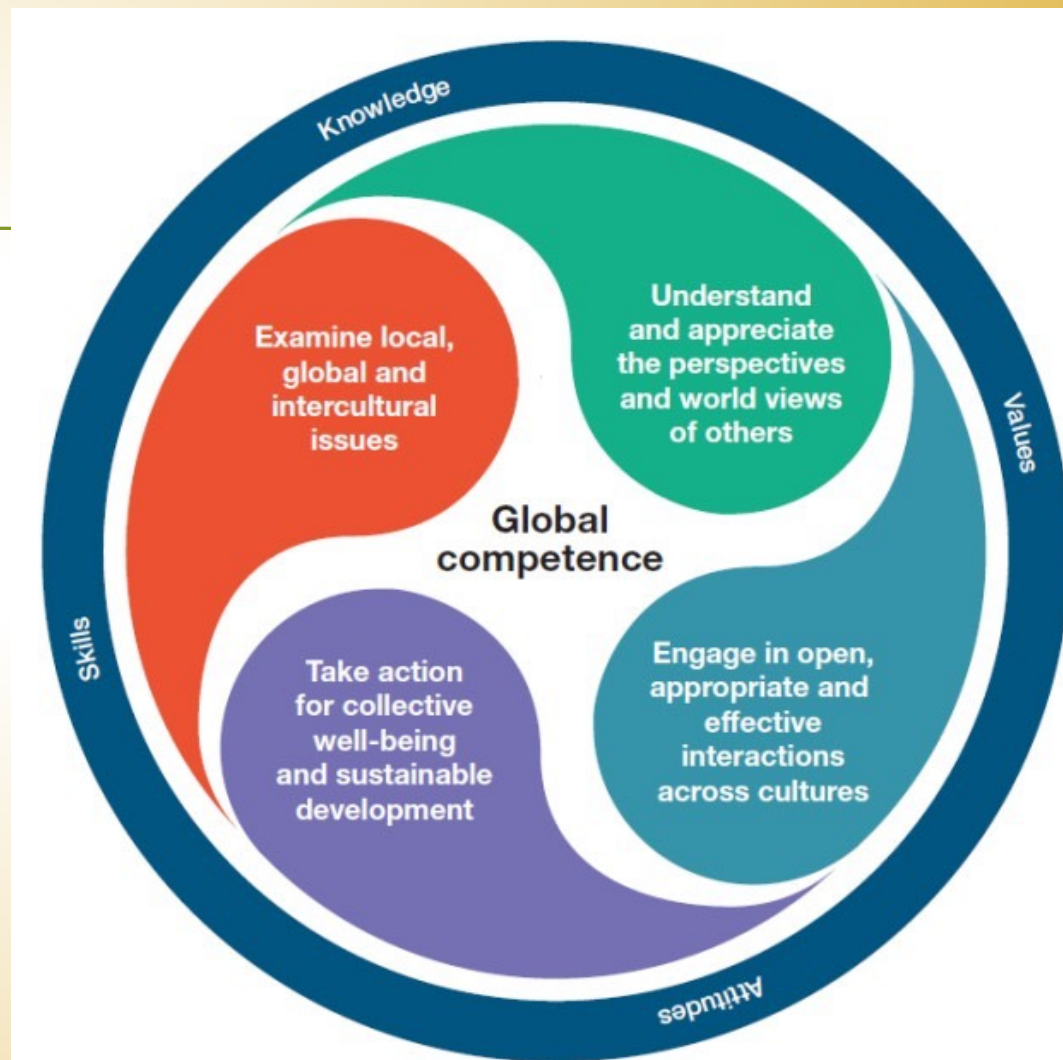 Knowledge
Examine local,
global and
intercultural
issues
Understand
and appreciate
the perspectives
and world views
of others
Values
Global
competence
Skills
Take action
for collective
well-being
and sustainable
development
Engage in open,
appropriate and
effective
interactions
across cultures
Attitudes